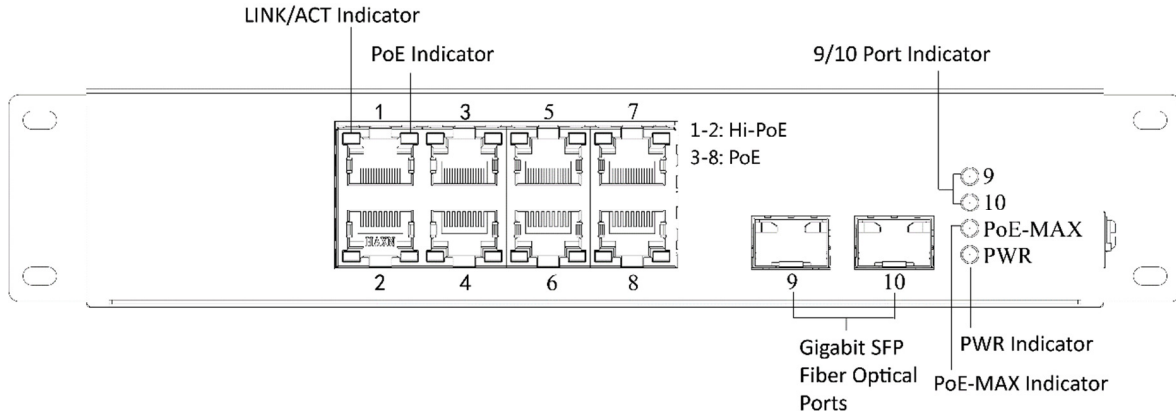 LINK/ACT Indicator
PoE Indicator
9/10 Port Indicator
1 3 5 7
1-2: Hi-PoE
3-8: PoE
9
10
PoE-MAX
PWR
2 4 6 8
9 10
Gigabit SFP
Fiber Optical
Ports
PWR Indicator
PoE-MAX Indicator